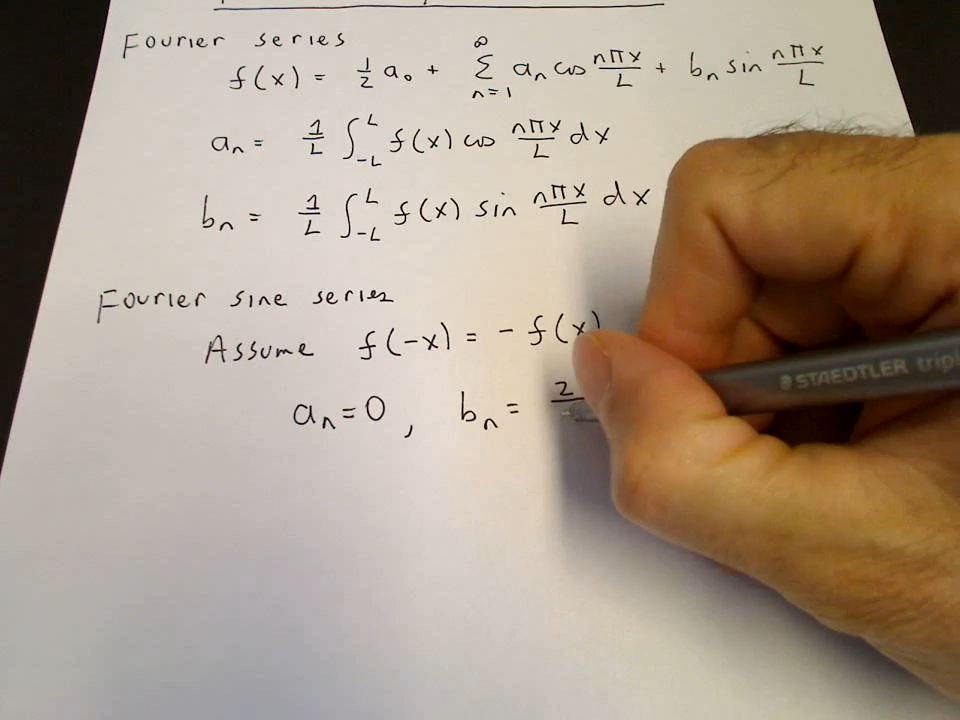 Fourier series
f(x) = 1/2 a₀ + ∞ Σ n=1 aₙ cos nπx/L + bₙ sin nπx/L
aₙ = 1/L ∫_-L^L f(x) cos nπx/L dx
bₙ = 1/L ∫_-L^L f(x) sin nπx/L dx
Fourier sine series
Assume f(-x) = - f(x)
aₙ = 0 , bₙ = 2
STAEDTLER